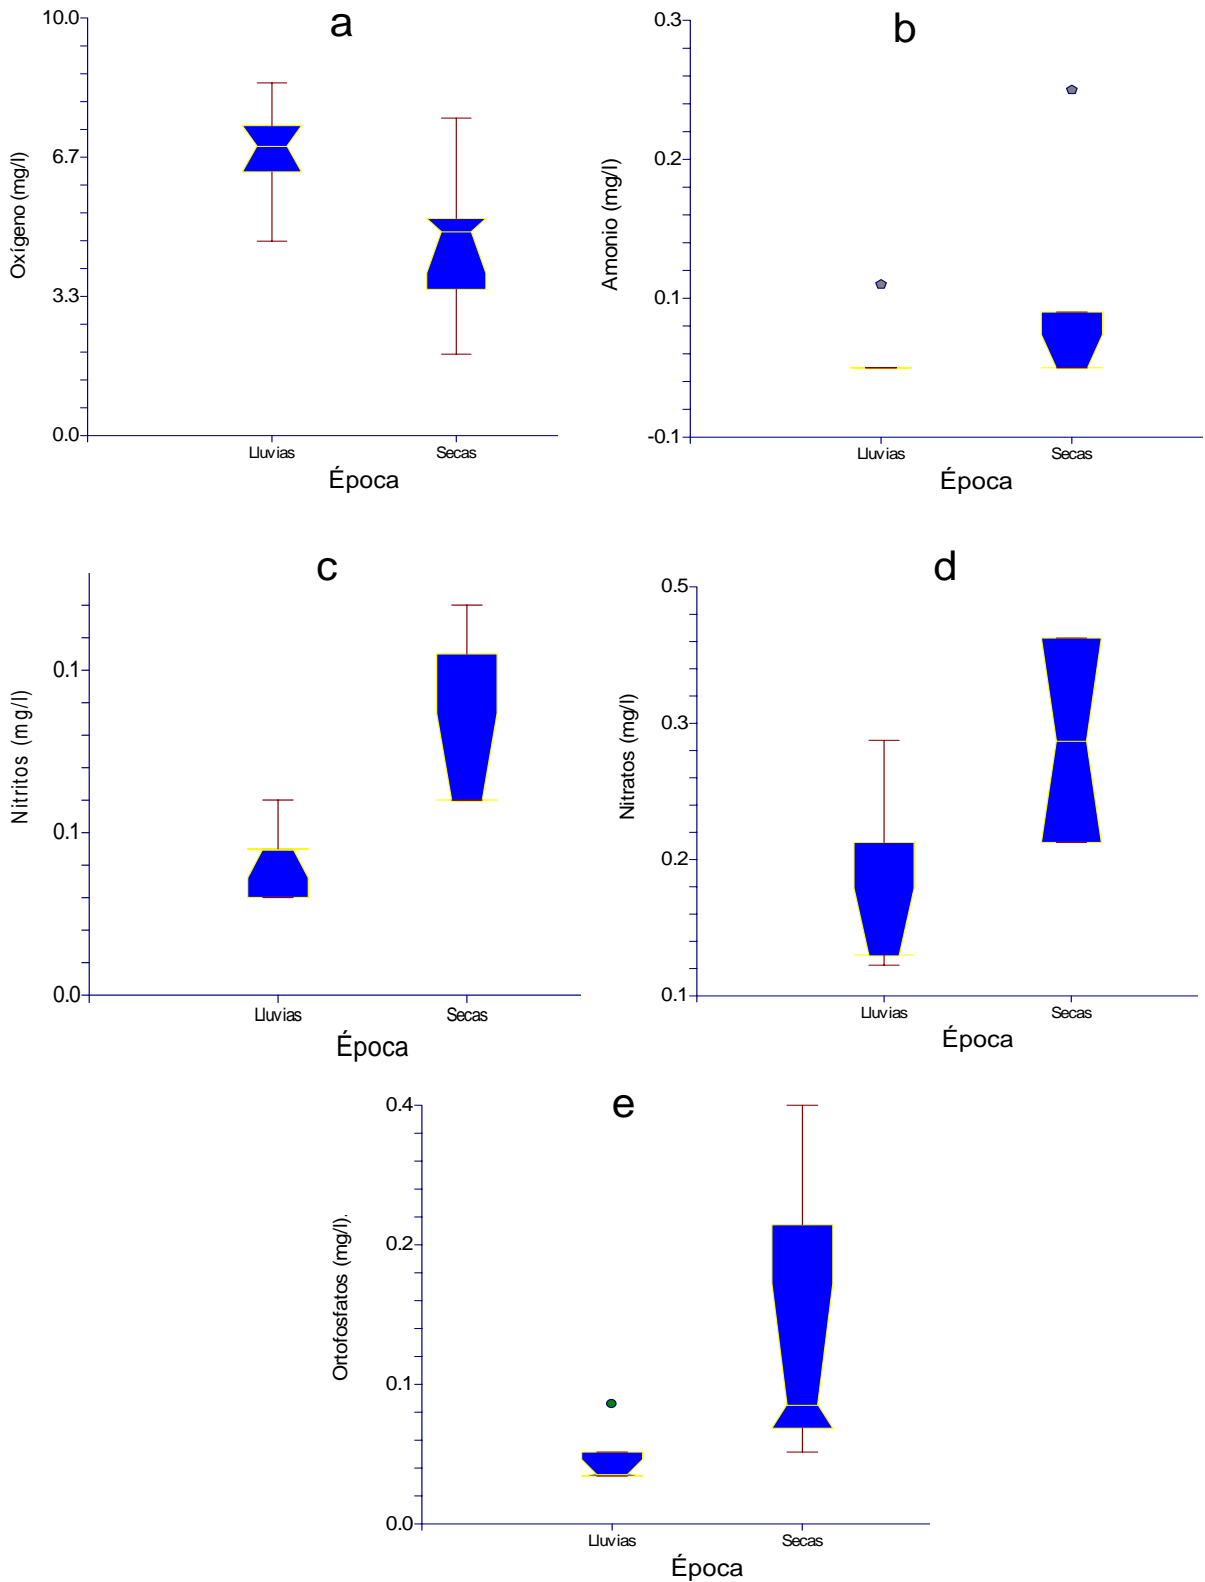 a
10.0
6.7
3.3
0.0
Oxígeno (mg/l)
Lluvias
Secas
Época
b
0.3
0.2
0.1
-0.1
Amonio (mg/l)
Lluvias
Secas
Época
c
0.1
0.1
0.0
Nitritos (mg/l)
Lluvias
Secas
Época
d
0.5
0.3
0.2
0.1
Nitratos (mg/l)
Lluvias
Secas
Época
e
0.4
0.2
0.1
0.0
Ortofosfatos (mg/l).
Lluvias
Secas
Época